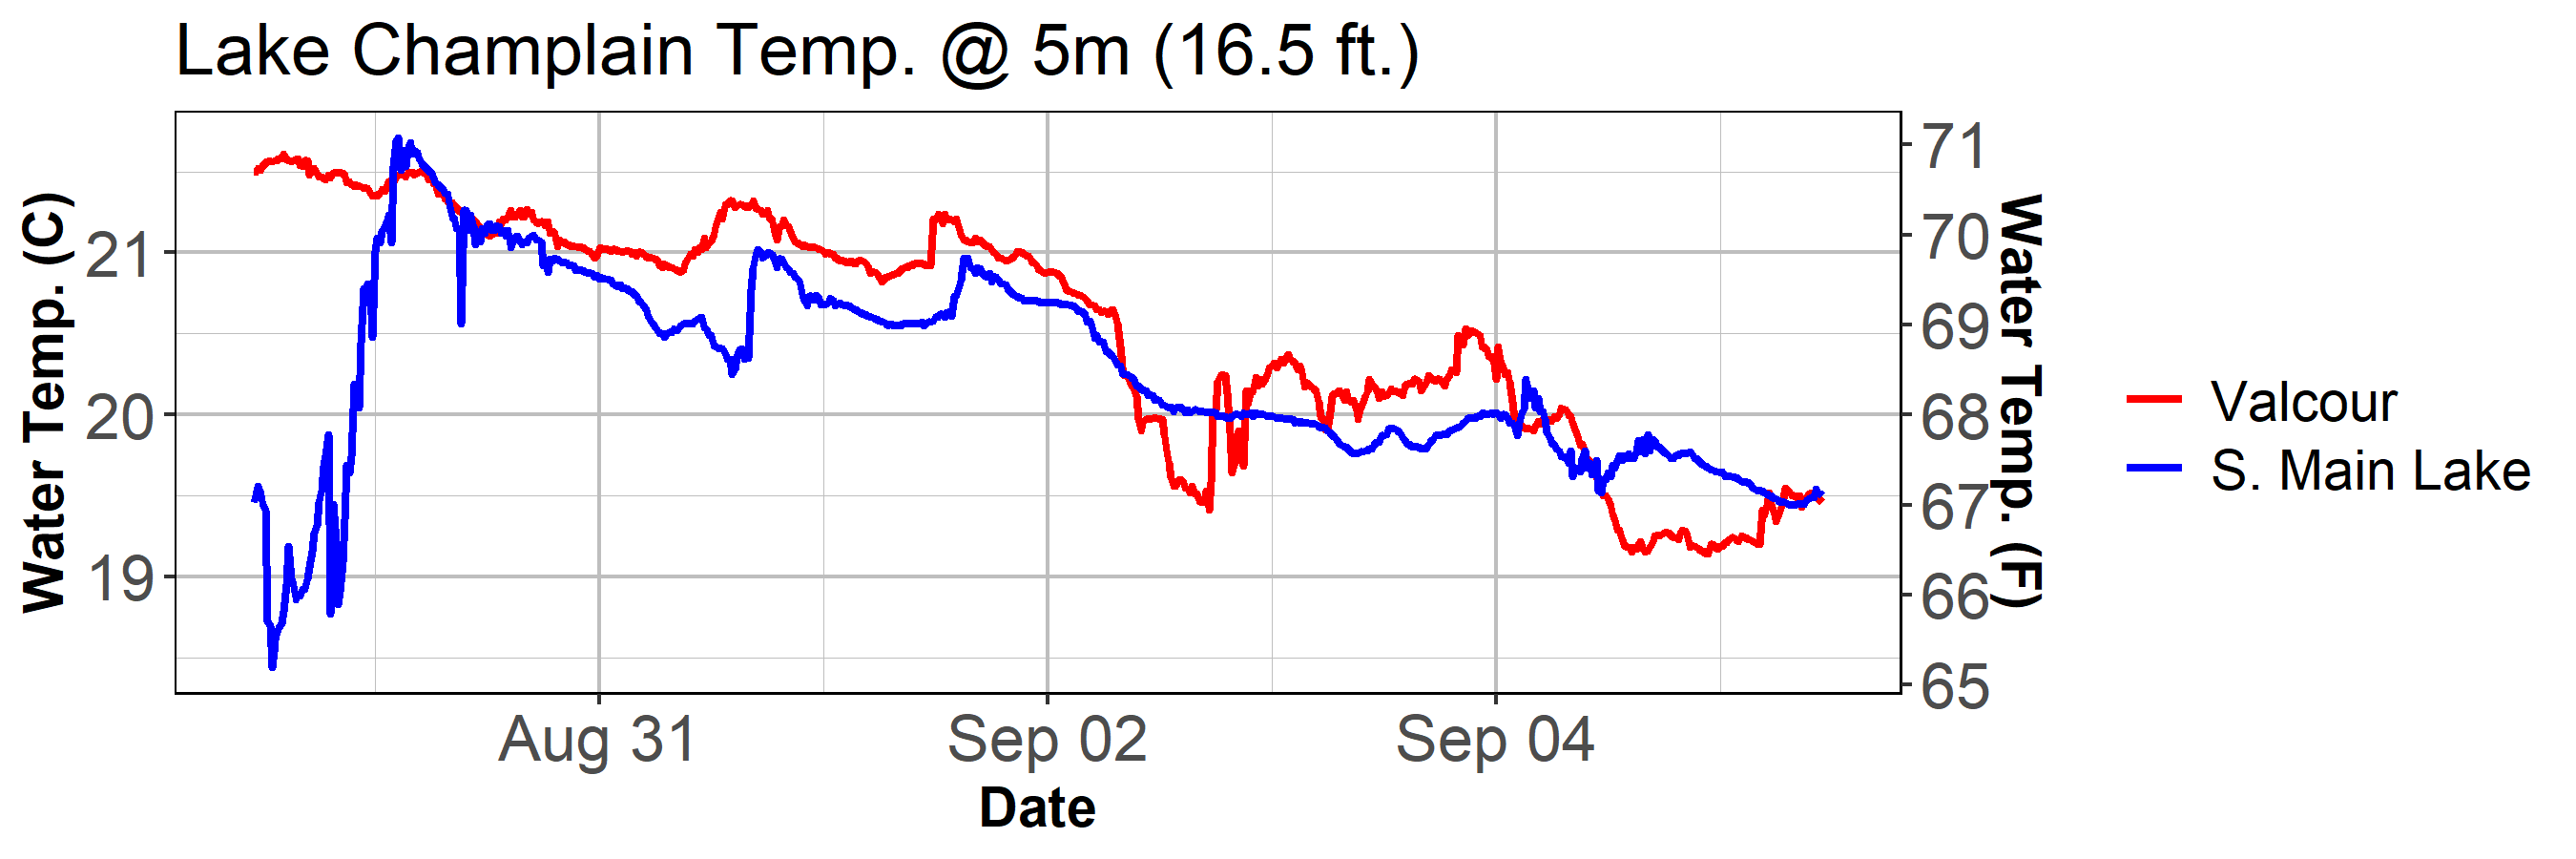 Lake Champlain Temp. @ 5m (16.5 ft.)
Water Temp. (C)
21
20
19
71
70
69
68
67
66
65
Water Temp. (F)
Aug 31
Sep 02
Sep 04
Date
Valcour
S. Main Lake